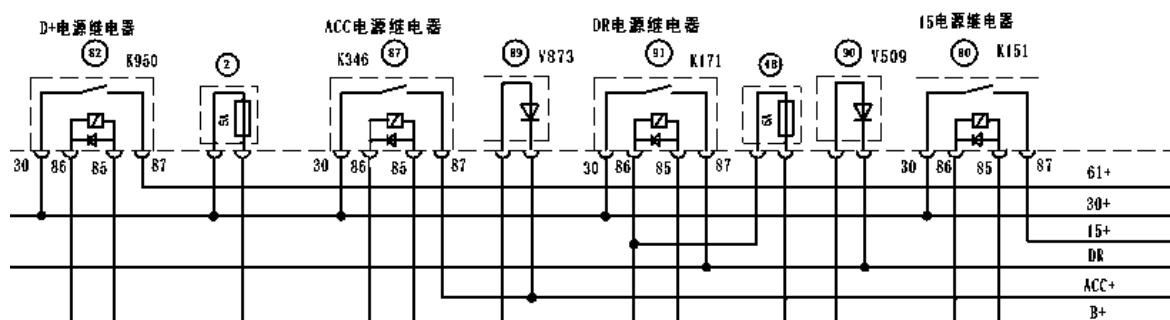 D+电源继电器 ACC电源继电器 DR电源继电器 15电源继电器
82 K950 2 K346 87 89 V873 K171 48 90 V509 80 K151
5A 5A
30 86 85 87 30 86 85 87 30 86 85 87 30 86 85 87
61+
30+
15+
DR
ACC+
B+